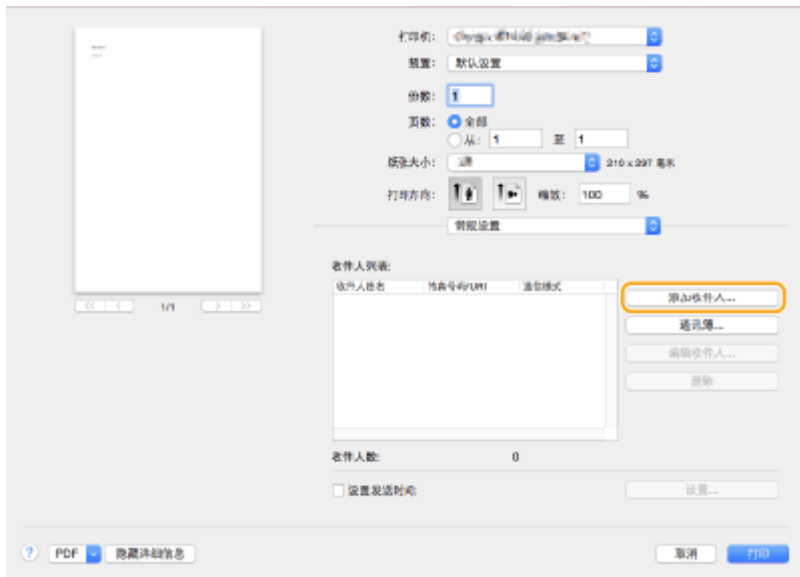 打印机:
预置: 默认设置
份数: 1
页数: 全部
从: 1 至 1
纸张大小: 210 x 297 毫米
打印方向: 缩放: 100 %
常规设置
收件人列表:
收件人姓名 传真号码/URI 通信模式
添加收件人...
通讯簿...
编辑收件人...
删除
1/1
收件人数: 0
设置发送时间: 设置...
? PDF 隐藏详细信息 取消 打印